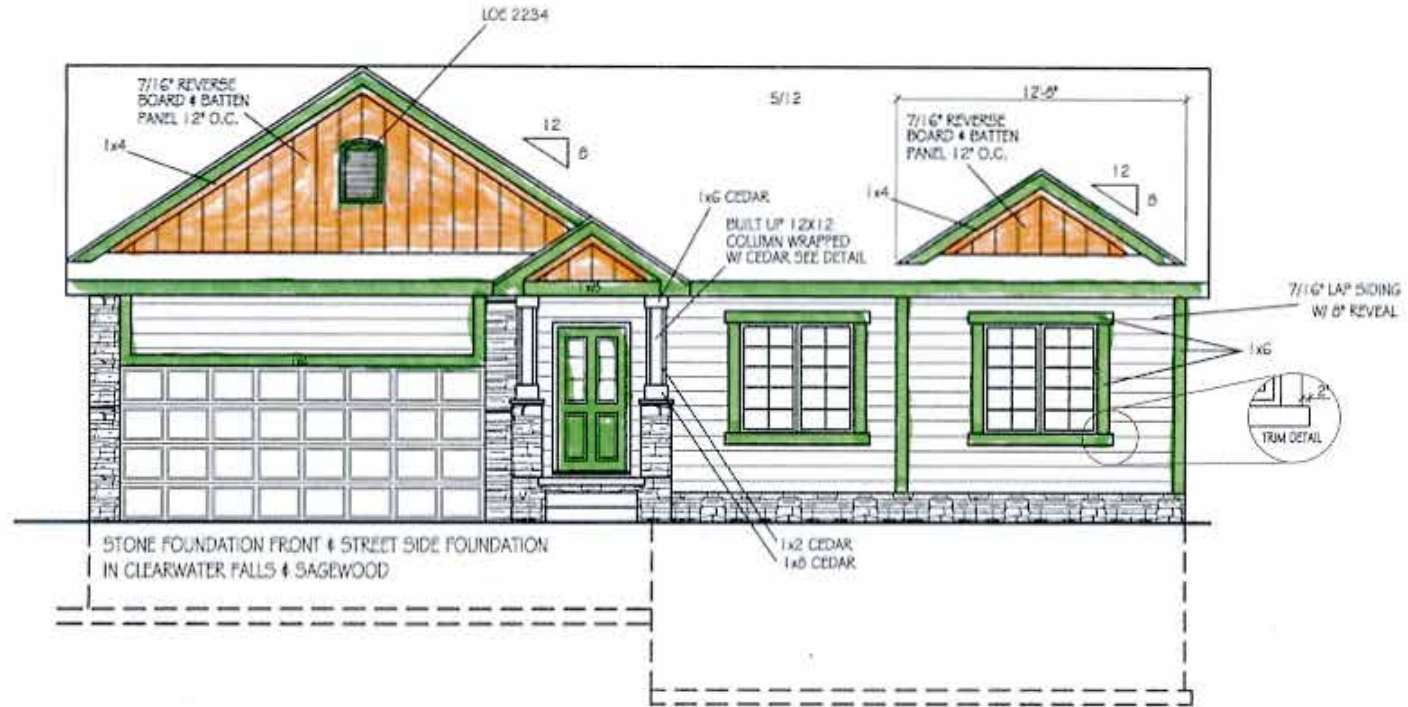 LOE 2234
7/16" REVERSE
BOARD & BATTEN
PANEL 12" O.C.
1x4
12
8
5/12
12'-8"
7/16" REVERSE
BOARD & BATTEN
PANEL 12" O.C.
1x4
12
8
1x6 CEDAR
BUILT UP 12X12
COLUMN WRAPPED
W/ CEDAR SEE DETAIL
1x8
7/16" LAP SIDING
W/ 8" REVEAL
1x6
2"
TRIM DETAIL
1x2 CEDAR
1x8 CEDAR
STONE FOUNDATION FRONT & STREET SIDE FOUNDATION
IN CLEARWATER FALLS & SAGEWOOD